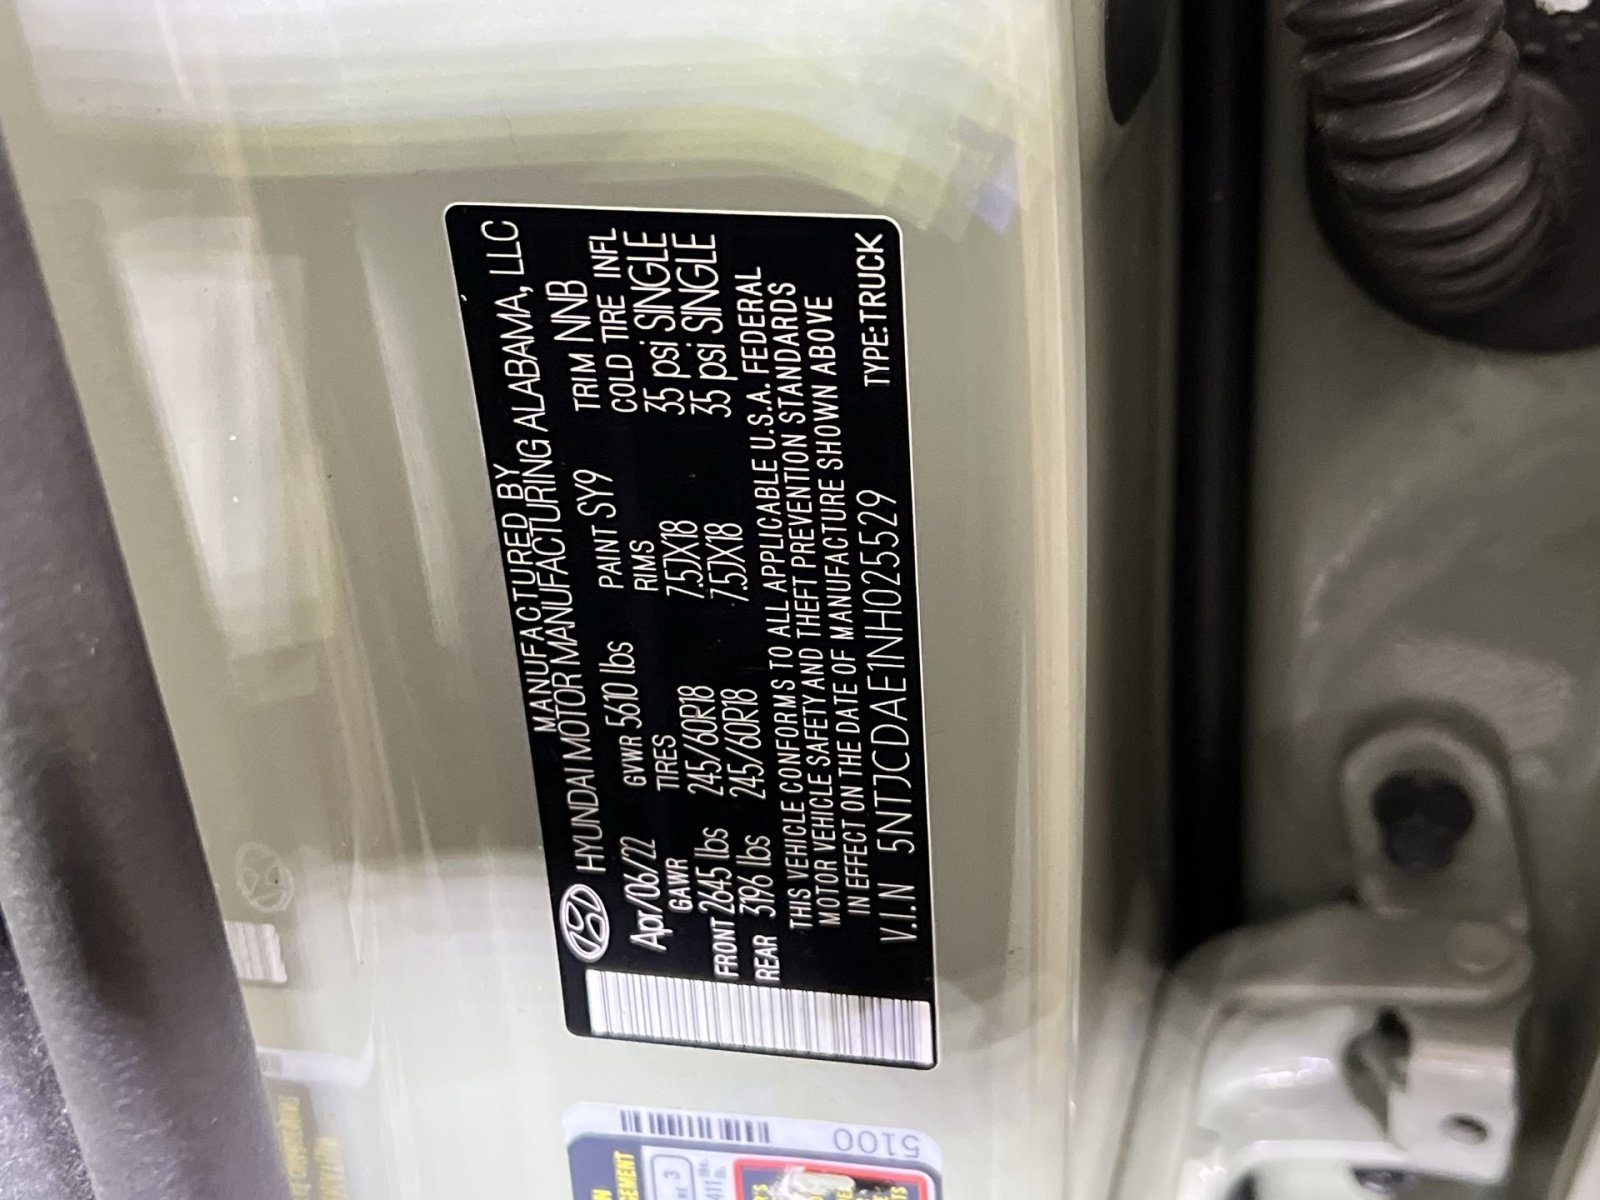 MANUFACTURED BY
HYUNDAI MOTOR MANUFACTURING ALABAMA, LLC
Apr/06/22 GVWR 5610 lbs PAINT SY9 TRIM NNB
GAWR TIRES RIMS COLD TIRE INFL
FRONT 2645 lbs 245/60R18 7.5JX18 35 psi SINGLE
REAR 3196 lbs 245/60R18 7.5JX18 35 psi SINGLE
THIS VEHICLE CONFORMS TO ALL APPLICABLE U.S.A. FEDERAL
MOTOR VEHICLE SAFETY AND THEFT PREVENTION STANDARDS
IN EFFECT ON THE DATE OF MANUFACTURE SHOWN ABOVE
V.I.N 5NTJCDAE1NH025529 TYPE:TRUCK
5100